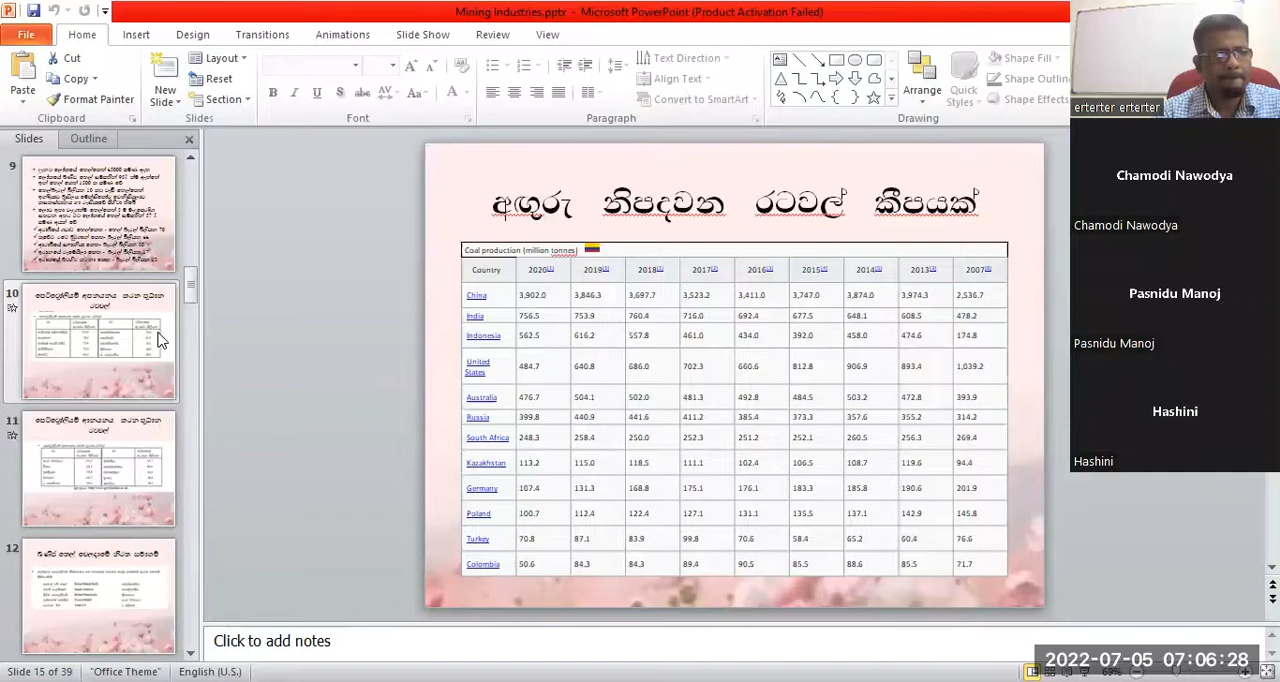 Mining Industries.pptx - Microsoft PowerPoint (Product Activation Failed)
File Home Insert Design Transitions Animations Slide Show Review View
Cut
Copy
Format Painter
Paste
Clipboard
New Slide
Layout
Reset
Section
Slides
Font
Text Direction
Align Text
Convert to SmartArt
Paragraph
Arrange
Quick Styles
Shape Fill
Shape Outlin
Shape Effects
Drawing
Slides Outline
9
10
11
12
අඟුරු නිපදවන රටවල් කීපයක්
Coal production (million tonnes)
Country 2020 2019 2018 2017 2016 2015 2014 2013 2007
China 3,902.0 3,846.3 3,697.7 3,523.2 3,411.0 3,747.0 3,874.0 3,974.3 2,536.7
India 756.5 753.9 760.4 716.0 692.4 677.5 648.1 608.5 478.2
Indonesia 562.5 616.2 557.8 461.0 434.0 392.0 458.0 474.6 174.8
United States 484.7 640.8 686.0 702.3 660.6 812.8 906.9 893.4 1,039.2
Australia 476.7 504.1 502.0 481.3 492.8 484.5 503.2 472.8 393.9
Russia 399.8 440.9 441.6 411.2 385.4 373.3 357.6 355.2 314.2
South Africa 248.3 258.4 250.0 252.3 251.2 252.1 260.5 256.3 269.4
Kazakhstan 113.2 115.0 118.5 111.1 102.4 106.5 108.7 119.6 94.4
Germany 107.4 131.3 168.8 175.1 176.1 183.3 185.8 190.6 201.9
Poland 100.7 112.4 122.4 127.1 131.1 135.5 137.1 142.9 145.8
Turkey 70.8 87.1 83.9 99.8 70.6 58.4 65.2 60.4 76.6
Colombia 50.6 84.3 84.3 89.4 90.5 85.5 88.6 85.5 71.7
Click to add notes
Slide 15 of 39 "Office Theme" English (U.S.) 69%
erterter erterter
Chamodi Nawodya
Chamodi Nawodya
Pasnidu Manoj
Pasnidu Manoj
Hashini
Hashini
2022-07-05 07:06:28